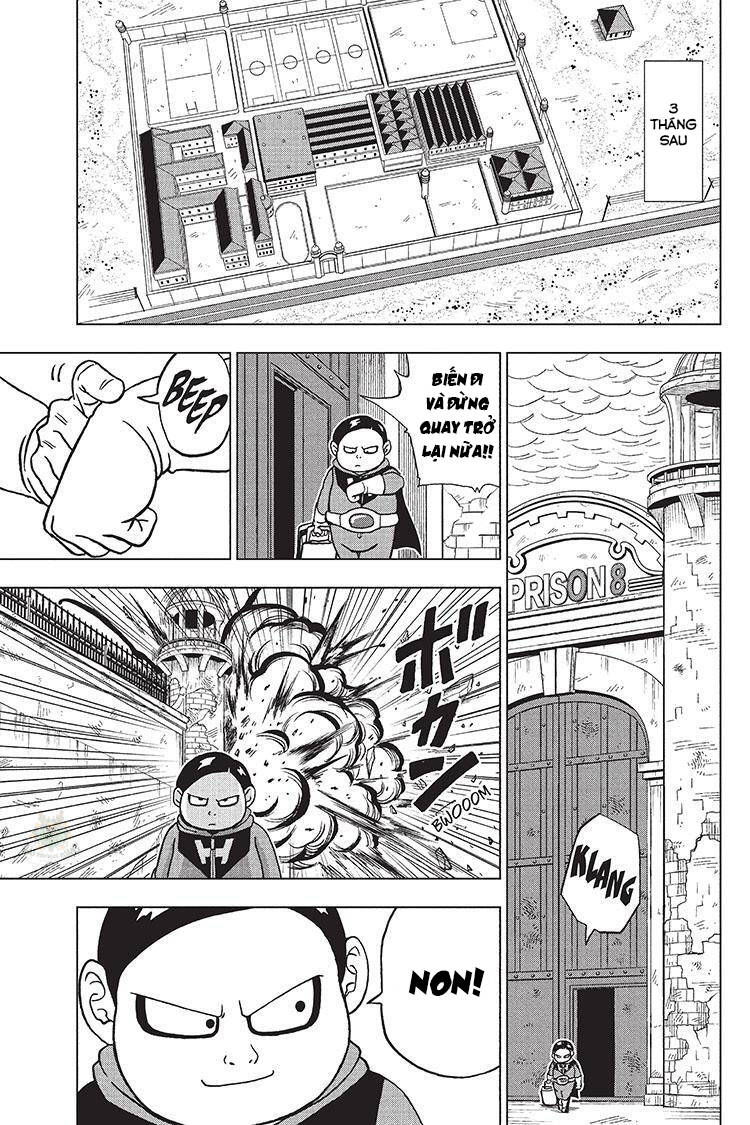 3
THÁNG
SAU
PRISON 8
KLANG
BIẾN ĐI
VÀ ĐỪNG
QUAY TRỞ
LẠI NỮA!!
BEEP
ボカン
BWOOOM
H
NON!